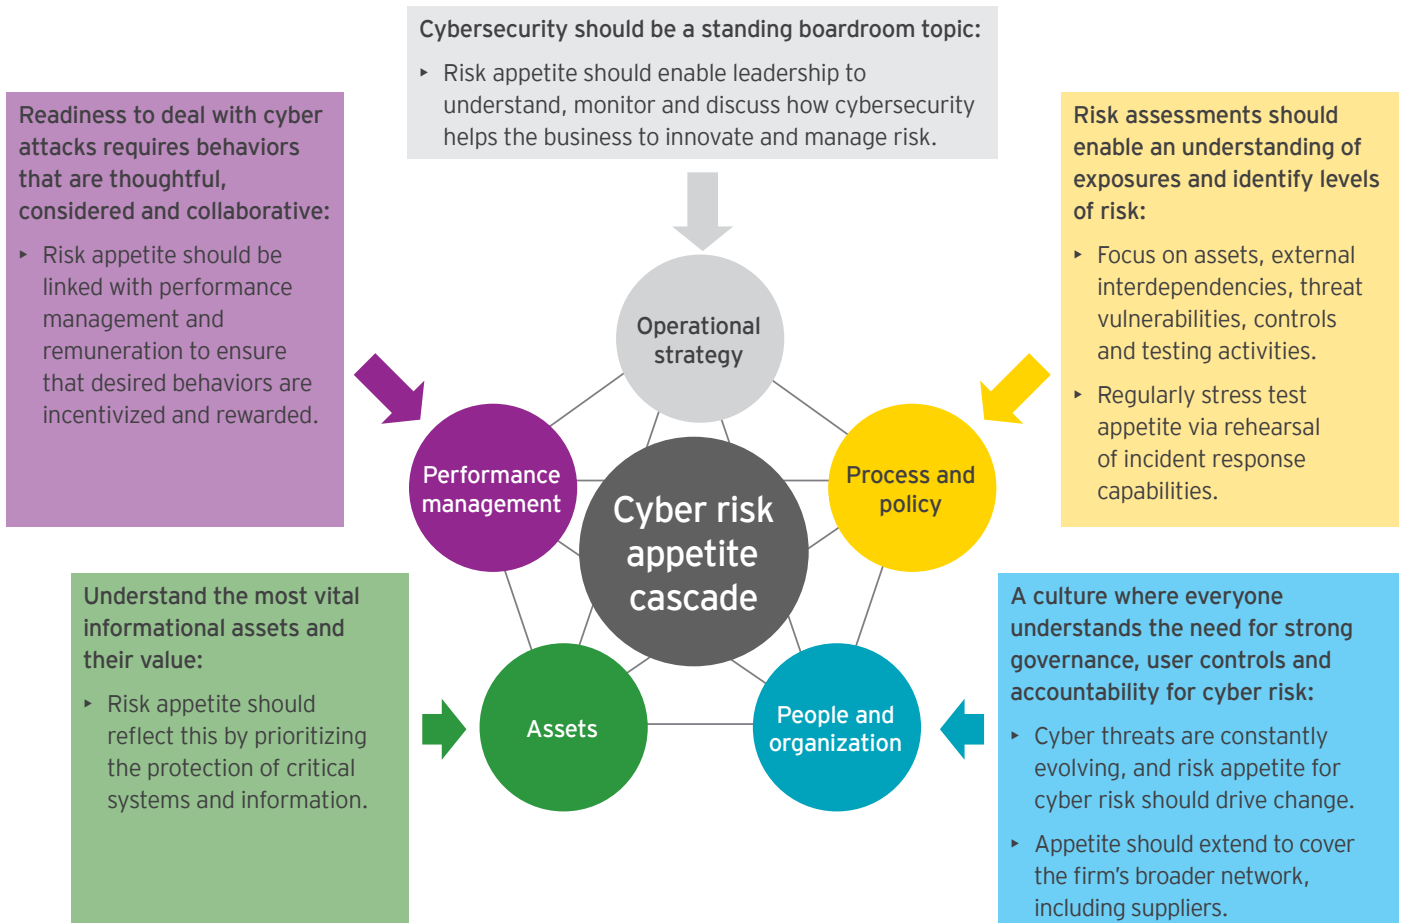 Cybersecurity should be a standing boardroom topic:
‣ Risk appetite should enable leadership to
understand, monitor and discuss how cybersecurity
helps the business to innovate and manage risk.
Readiness to deal with cyber
attacks requires behaviors
that are thoughtful,
considered and collaborative:
‣ Risk appetite should be
linked with performance
management and
remuneration to ensure
that desired behaviors are
incentivized and rewarded.
Risk assessments should
enable an understanding of
exposures and identify levels
of risk:
‣ Focus on assets, external
interdependencies, threat
vulnerabilities, controls
and testing activities.
‣ Regularly stress test
appetite via rehearsal
of incident response
capabilities.
Operational
strategy
Performance
management
Cyber risk
appetite
cascade
Process and
policy
Assets
People and
organization
Understand the most vital
informational assets and
their value:
‣ Risk appetite should
reflect this by prioritizing
the protection of critical
systems and information.
A culture where everyone
understands the need for strong
governance, user controls and
accountability for cyber risk:
‣ Cyber threats are constantly
evolving, and risk appetite for
cyber risk should drive change.
‣ Appetite should extend to cover
the firm’s broader network,
including suppliers.